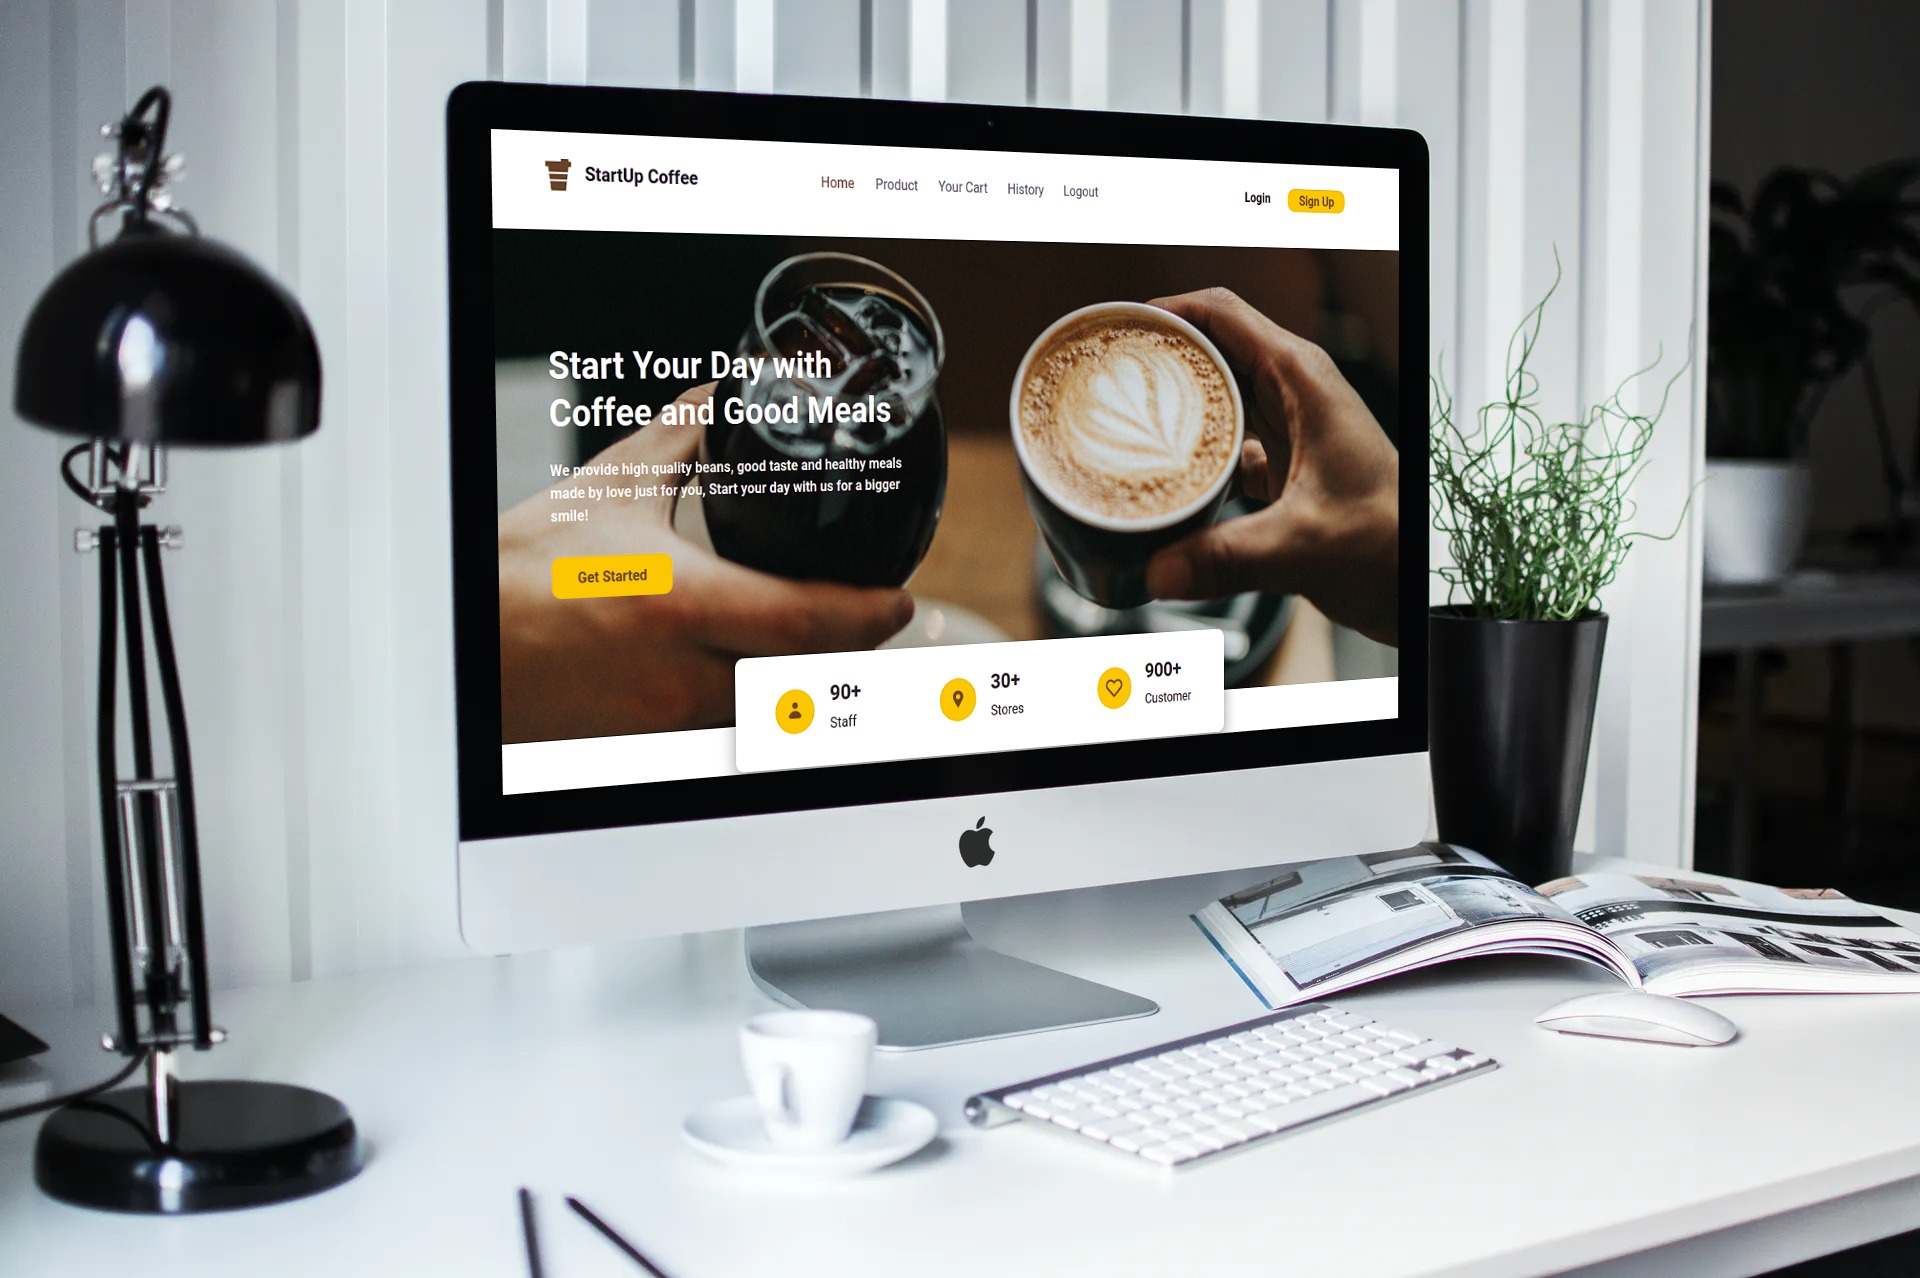 StartUp Coffee
Home Product Your Cart History Logout
Login Sign Up
Start Your Day with
Coffee and Good Meals
We provide high quality beans, good taste and healthy meals
made by love just for you, Start your day with us for a bigger
smile!
Get Started
90+
Staff
30+
Stores
900+
Customer